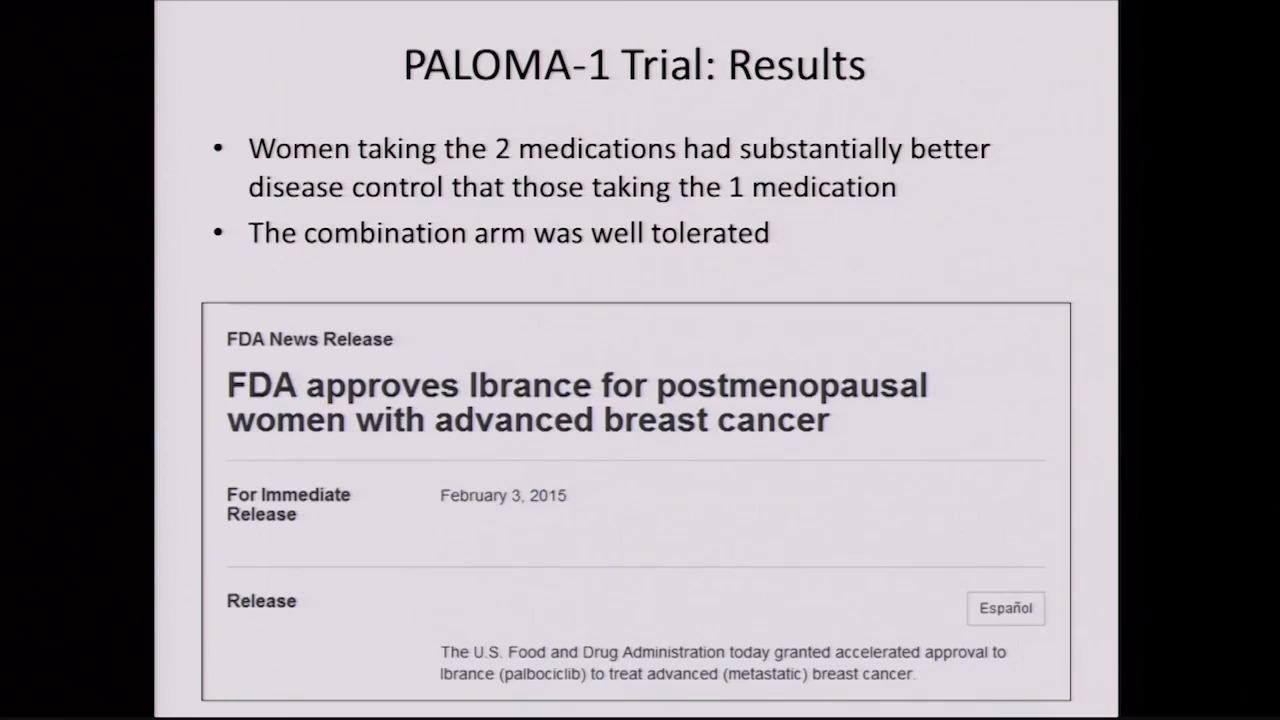 PALOMA-1 Trial: Results
• Women taking the 2 medications had substantially better
disease control that those taking the 1 medication
• The combination arm was well tolerated
FDA News Release
FDA approves Ibrance for postmenopausal
women with advanced breast cancer
For Immediate
Release
February 3, 2015
Release
Español
The U.S. Food and Drug Administration today granted accelerated approval to
Ibrance (palbociclib) to treat advanced (metastatic) breast cancer.